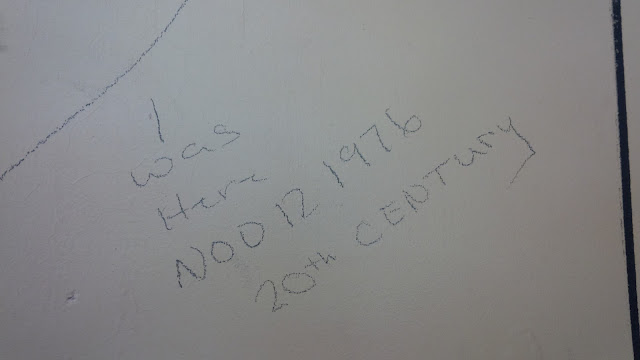 I
was
Here
NOV 12 1976
20th CENTURY